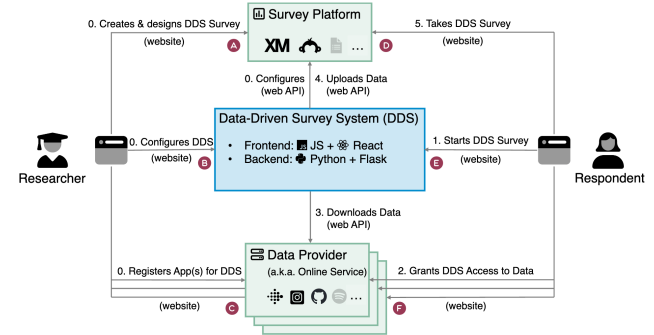 0. Creates & designs DDS Survey
(website)
A
Survey Platform
XM
...
5. Takes DDS Survey
(website)
D
0. Configures
(web API)
4. Uploads Data
(web API)
Data-Driven Survey System (DDS)
• Frontend: JS JS + React
• Backend: Python + Flask
Researcher
0. Configures DDS
(website)
B
1. Starts DDS Survey
(website)
E
Respondent
3. Downloads Data
(web API)
0. Registers App(s) for DDS
(website)
C
Data Provider
(a.k.a. Online Service)
...
2. Grants DDS Access to Data
(website)
F